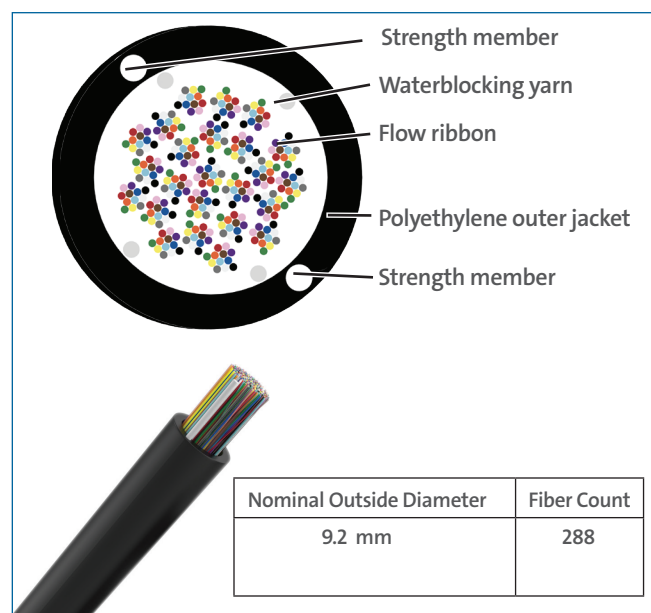 Strength member
Waterblocking yarn
Flow ribbon
Polyethylene outer jacket
Strength member
Nominal Outside Diameter Fiber Count
9.2 mm 288